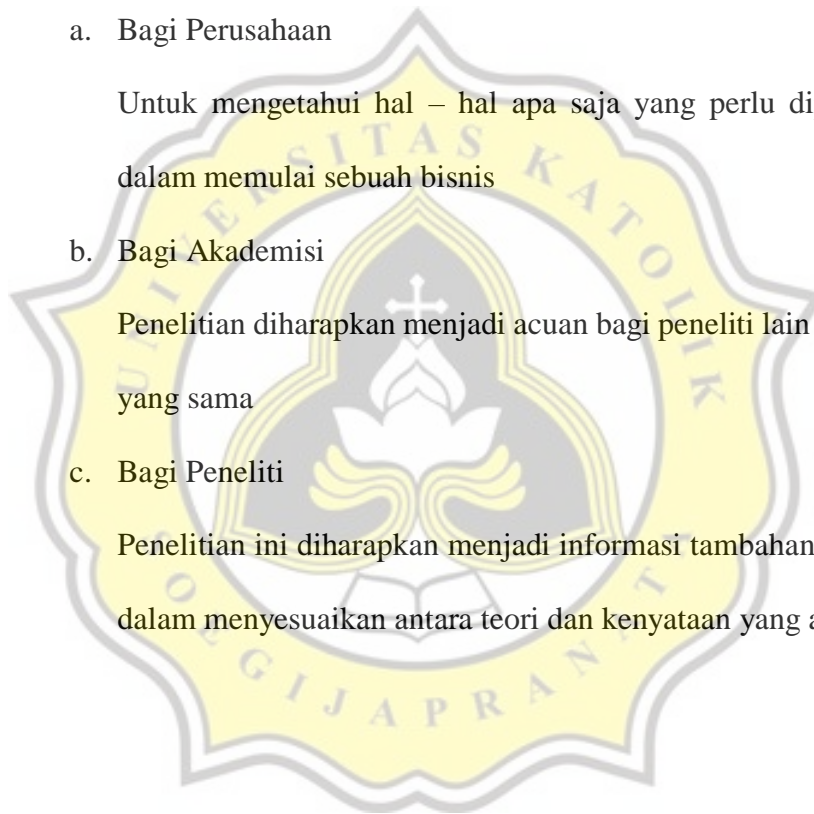 a. Bagi Perusahaan
Untuk mengetahui hal – hal apa saja yang perlu di
dalam memulai sebuah bisnis
b. Bagi Akademisi
Penelitian diharapkan menjadi acuan bagi peneliti lain
yang sama
c. Bagi Peneliti
Penelitian ini diharapkan menjadi informasi tambahan
dalam menyesuaikan antara teori dan kenyataan yang a
UNIVERSITAS KATOLIK
SOEGIJAPRANATA